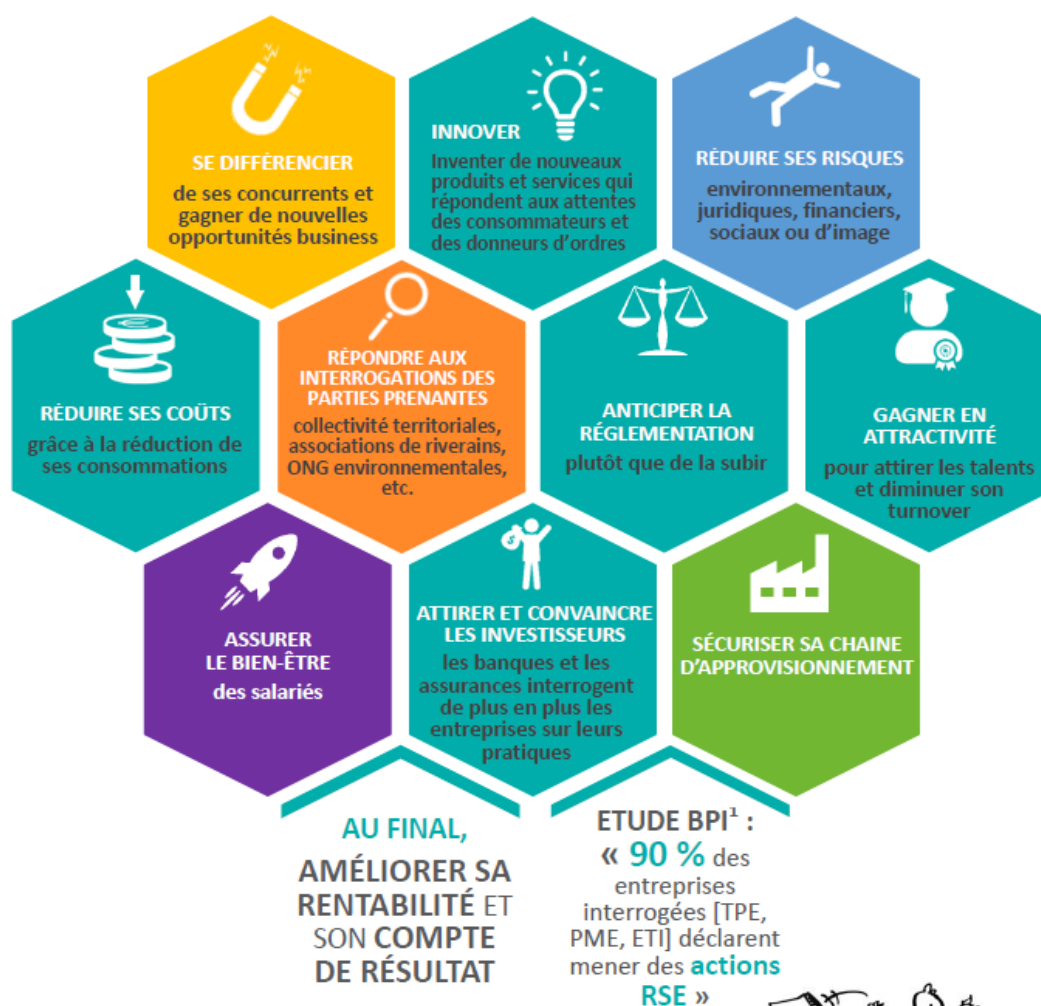 SE DIFFÉRENCIER
de ses concurrents et
gagner de nouvelles
opportunités business
INNOVER
Inventer de nouveaux
produits et services qui
répondent aux attentes
des consommateurs et
des donneurs d’ordres
RÉDUIRE SES RISQUES
environnementaux,
juridiques, financiers,
sociaux ou d’image
€
RÉDUIRE SES COÛTS
grâce à la réduction de
ses consommations
RÉPONDRE AUX
INTERROGATIONS DES
PARTIES PRENANTES
collectivité territoriales,
associations de riverains,
ONG environnementales,
etc.
ANTICIPER LA
RÉGLEMENTATION
plutôt que de la subir
GAGNER EN
ATTRACTIVITÉ
pour attirer les talents
et diminuer son
turnover
ASSURER
LE BIEN-ÊTRE
des salariés
$
ATTIRER ET CONVAINCRE
LES INVESTISSEURS
les banques et les
assurances interrogent
de plus en plus les
entreprises sur leurs
pratiques
SÉCURISER SA CHAINE
D’APPROVISIONNEMENT
AU FINAL,
AMÉLIORER SA
RENTABILITÉ ET
SON COMPTE
DE RÉSULTAT
ETUDE BPI¹ :
« 90 % des
entreprises
interrogées [TPE,
PME, ETI] déclarent
mener des actions
RSE »